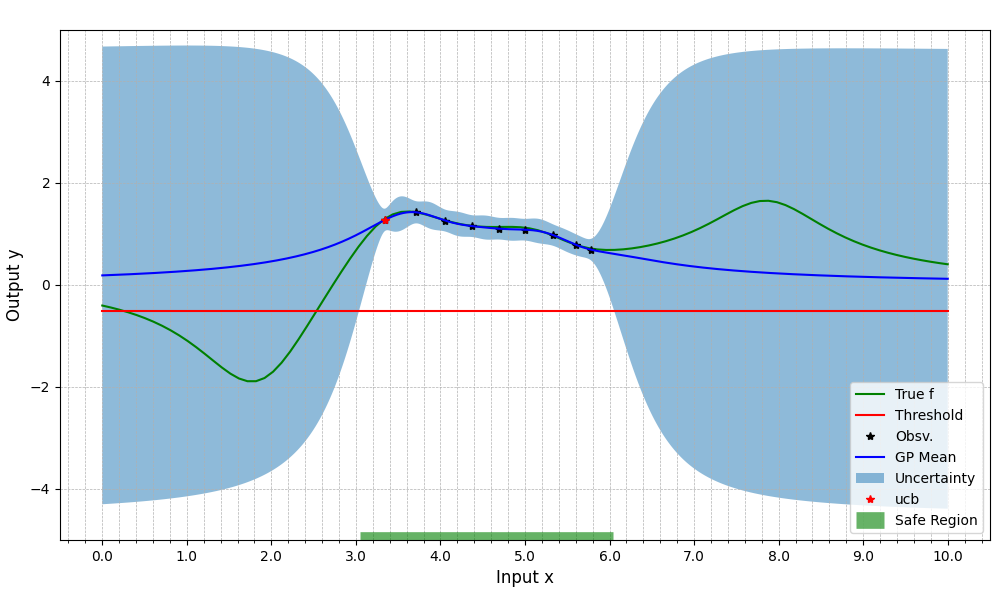 4
2
0
−2
−4
Output y
0.0 1.0 2.0 3.0 4.0 5.0 6.0 7.0 8.0 9.0 10.0
Input x
True f
Threshold
Obsv.
GP Mean
Uncertainty
ucb
Safe Region